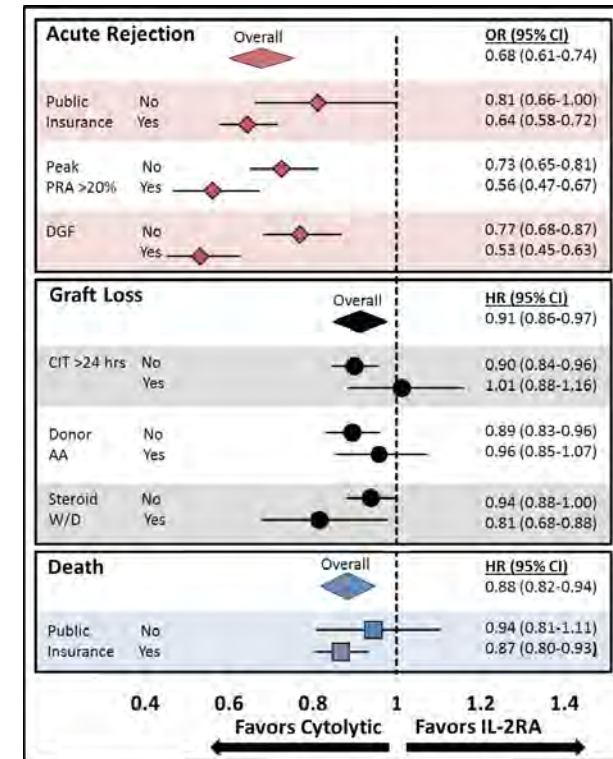 Acute Rejection Overall OR (95% CI)
0.68 (0.61-0.74)
Public No 0.81 (0.66-1.00)
Insurance Yes 0.64 (0.58-0.72)
Peak No 0.73 (0.65-0.81)
PRA >20% Yes 0.56 (0.47-0.67)
DGF No 0.77 (0.68-0.87)
Yes 0.53 (0.45-0.63)
Graft Loss Overall HR (95% CI)
0.91 (0.86-0.97)
CIT >24 hrs No 0.90 (0.84-0.96)
Yes 1.01 (0.88-1.16)
Donor No 0.89 (0.83-0.96)
AA Yes 0.96 (0.85-1.07)
Steroid No 0.94 (0.88-1.00)
W/D Yes 0.81 (0.68-0.88)
Death Overall HR (95% CI)
0.88 (0.82-0.94)
Public No 0.94 (0.81-1.11)
Insurance Yes 0.87 (0.80-0.93)
0.4 0.6 0.8 1 1.2 1.4
Favors Cytolytic Favors IL-2RA